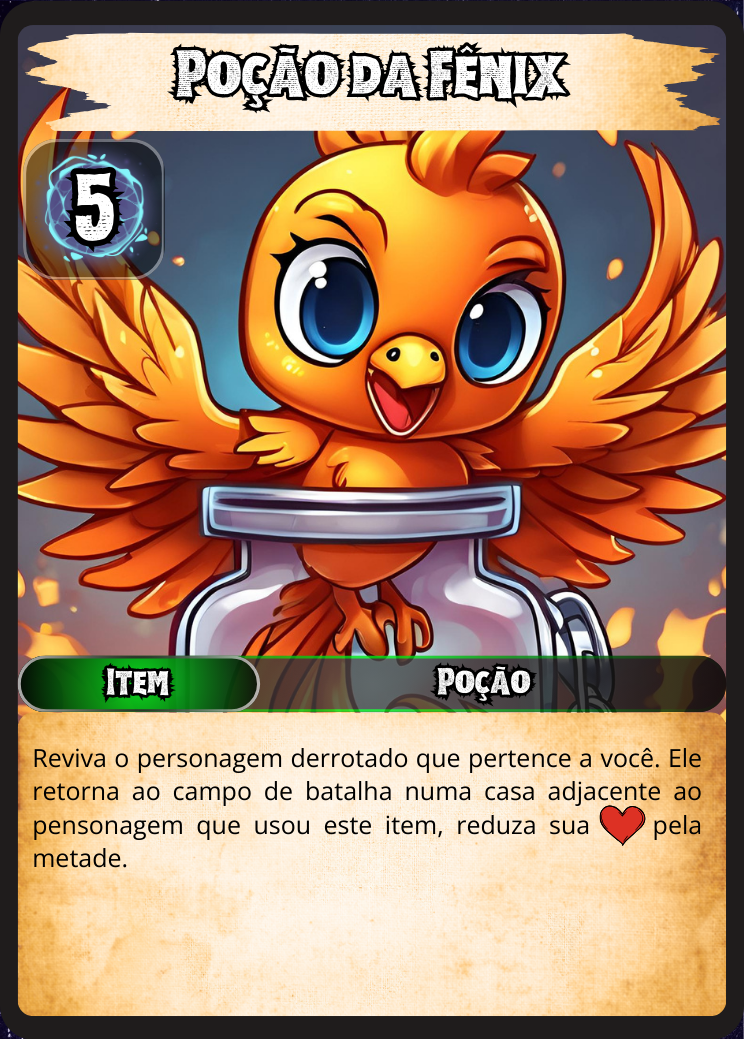 Poção da Fênix
5
Item
Poção
Reviva o personagem derrotado que pertence a você. Ele
retorna ao campo de batalha numa casa adjacente ao
pensonagem que usou este item, reduza sua ❤️ pela
metade.